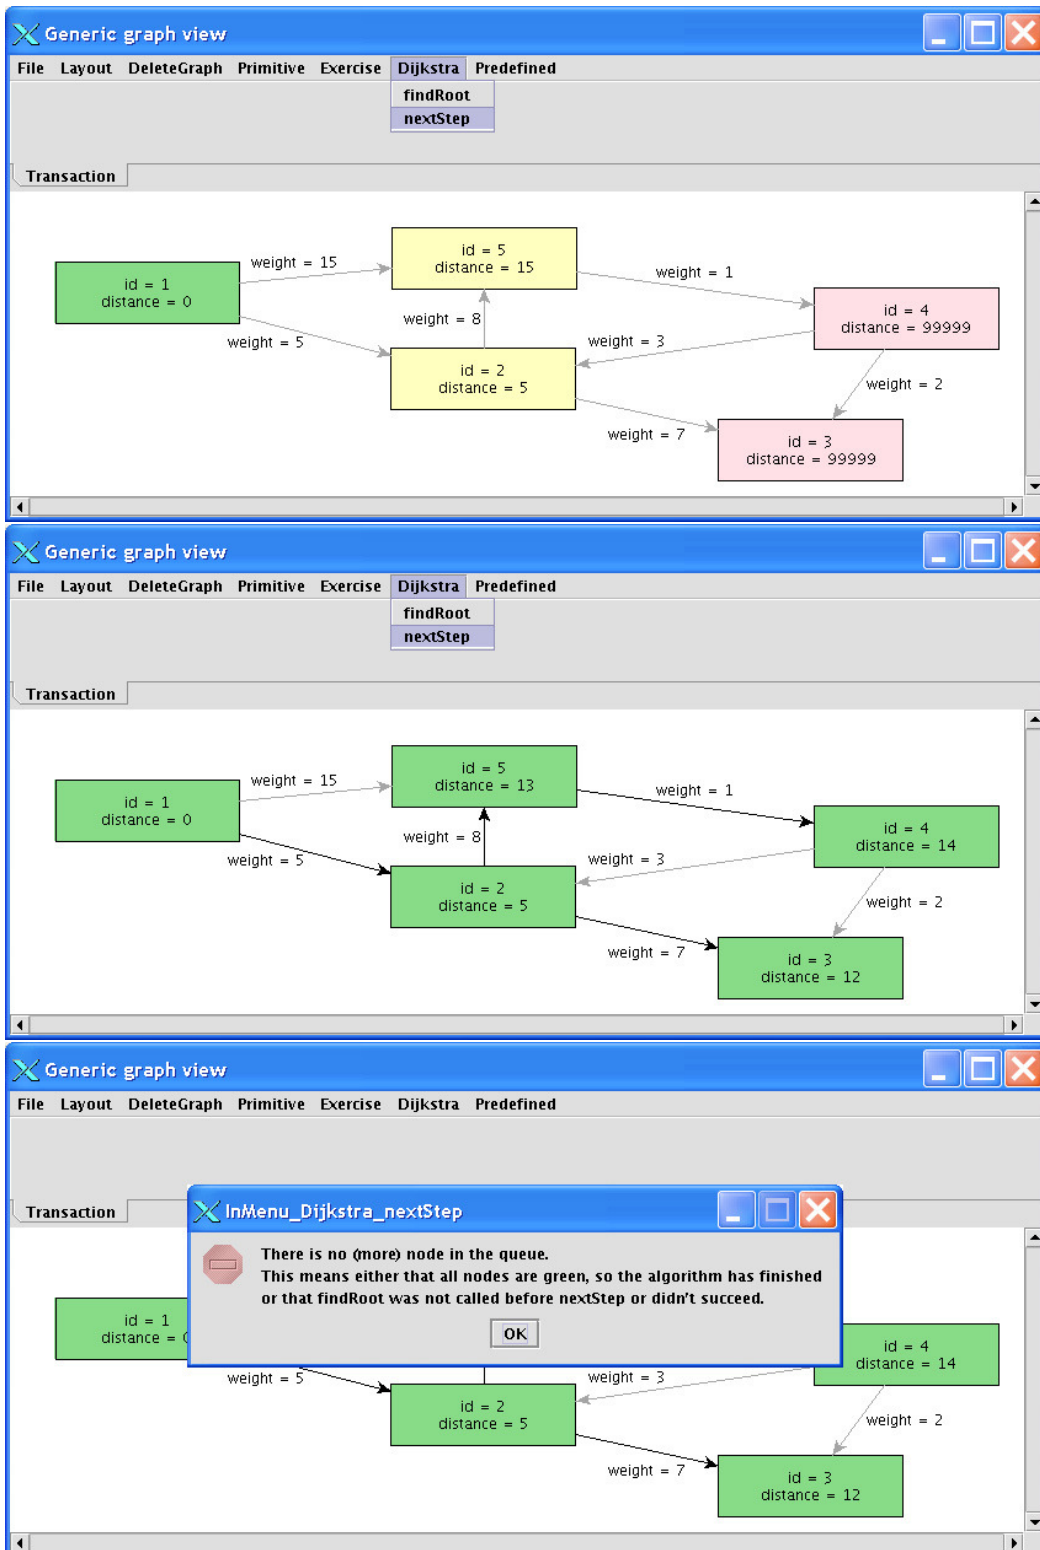 Generic graph view
File Layout DeleteGraph Primitive Exercise Dijkstra Predefined
findRoot
nextStep
Transaction
id = 5
distance = 15
weight = 15
weight = 1
id = 1
distance = 0
id = 4
distance = 99999
weight = 8
weight = 5
weight = 3
id = 2
distance = 5
weight = 2
weight = 7
id = 3
distance = 99999
Generic graph view
File Layout DeleteGraph Primitive Exercise Dijkstra Predefined
findRoot
nextStep
Transaction
id = 5
distance = 13
weight = 15
weight = 1
id = 1
distance = 0
id = 4
distance = 14
weight = 8
weight = 5
weight = 3
id = 2
distance = 5
weight = 2
weight = 7
id = 3
distance = 12
Generic graph view
File Layout DeleteGraph Primitive Exercise Dijkstra Predefined
Transaction
InMenu_Dijkstra_nextStep
There is no (more) node in the queue.
This means either that all nodes are green, so the algorithm has finished
or that findRoot was not called before nextStep or didn't succeed.
OK
id = 1
distance = 0
id = 4
distance = 14
weight = 5
weight = 3
id = 2
distance = 5
weight = 2
weight = 7
id = 3
distance = 12